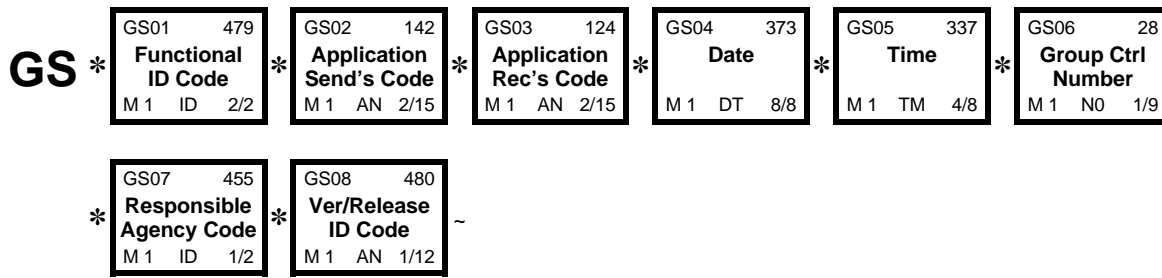 GS01 479 GS02 142 GS03 124 GS04 373 GS05 337 GS06 28
GS * Functional * Application * Application * Date * Time * Group Ctrl
ID Code Send's Code Rec's Code Number
M 1 ID 2/2 M 1 AN 2/15 M 1 AN 2/15 M 1 DT 8/8 M 1 TM 4/8 M 1 N0 1/9
GS07 455 GS08 480
* Responsible * Ver/Release ~
Agency Code ID Code
M 1 ID 1/2 M 1 AN 1/12